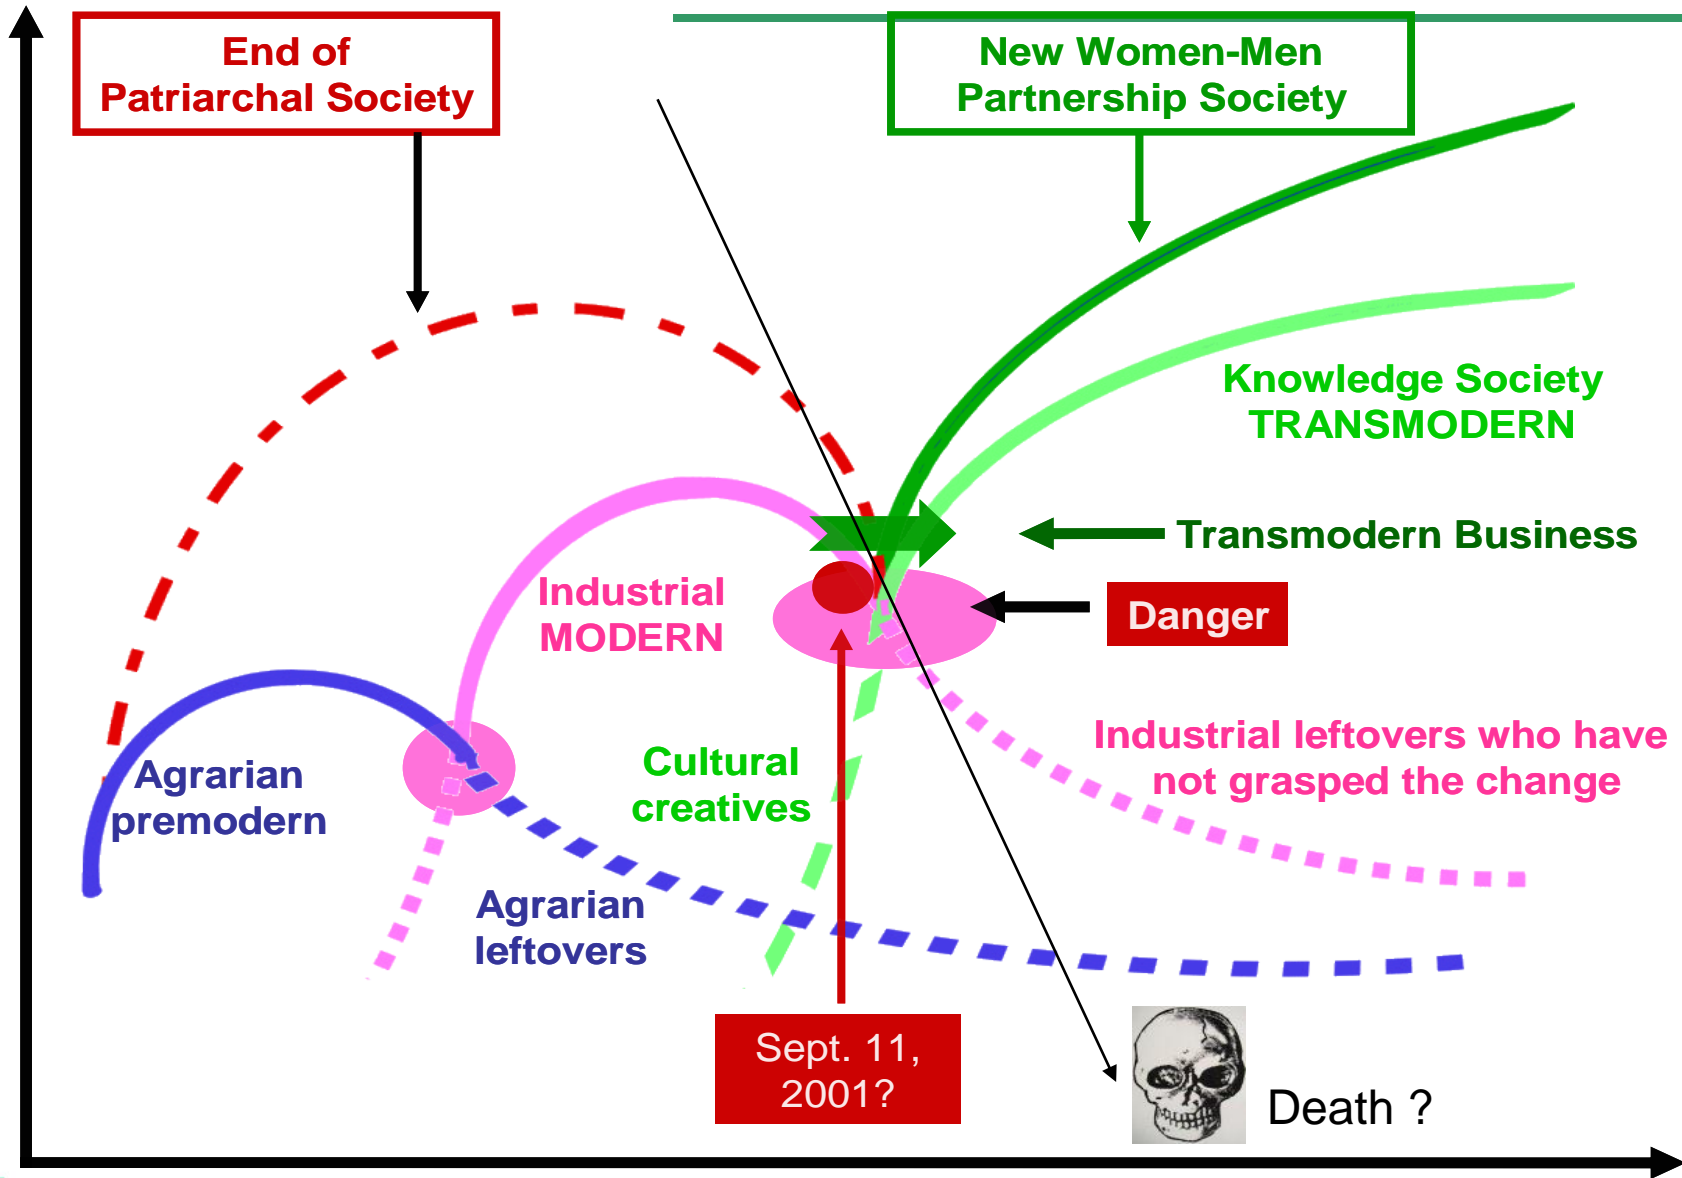 End of
Patriarchal Society
New Women-Men
Partnership Society
Knowledge Society
TRANSMODERN
Transmodern Business
Industrial
MODERN
Danger
Industrial leftovers who have
not grasped the change
Cultural
creatives
Agrarian
premodern
Agrarian
leftovers
Sept. 11,
2001?
Death ?